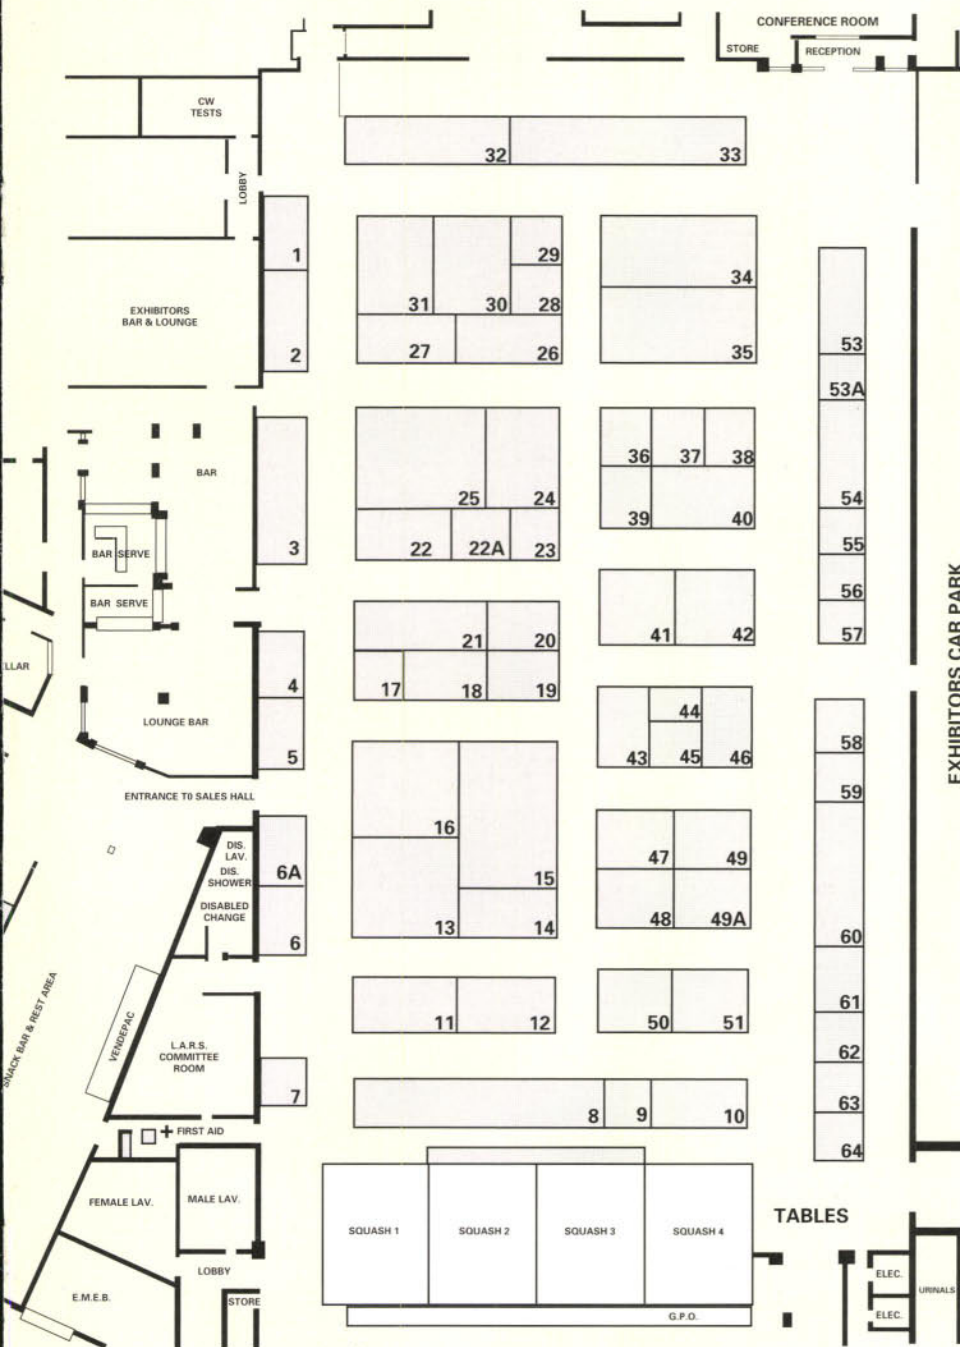 CONFERENCE ROOM
STORE
RECEPTION
CW
TESTS
LOBBY
32
33
1
2
29
31
30
28
27
26
34
35
53
53A
EXHIBITORS
BAR & LOUNGE
BAR
BAR SERVE
BAR SERVE
3
25
24
22
22A
23
36
37
38
39
40
54
55
56
57
41
42
21
20
17
18
19
4
5
LLAR
LOUNGE BAR
EXHIBITORS CAR PARK
44
43
45
46
58
59
ENTRANCE T0 SALES HALL
16
15
13
14
47
49
48
49A
60
DIS.
LAV.
DIS.
SHOWER
DISABLED
CHANGE
6A
6
SNACK BAR & REST AREA
VENDEPAC
L.A.R.S.
COMMITTEE
ROOM
7
11
12
50
51
61
62
63
64
8
9
10
FIRST AID
FEMALE LAV.
MALE LAV.
SQUASH 1
SQUASH 2
SQUASH 3
SQUASH 4
TABLES
LOBBY
E.M.E.B.
STORE
G.P.O.
ELEC.
ELEC.
URINALS